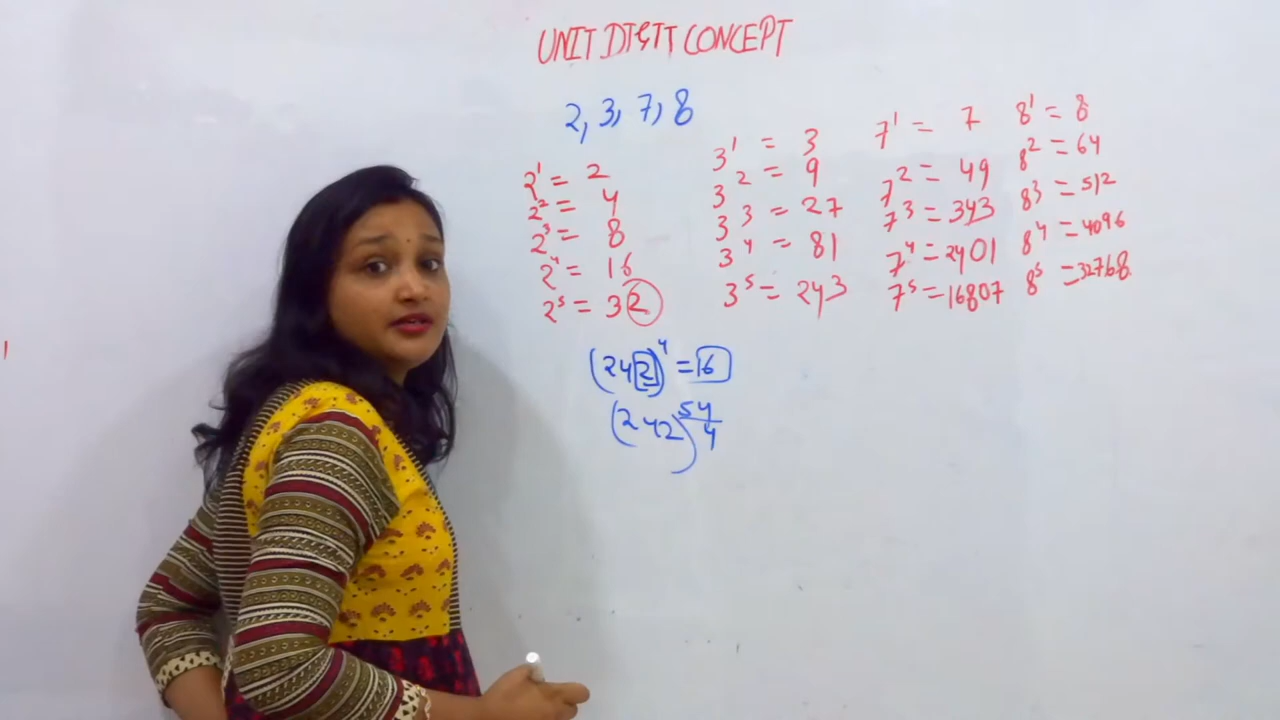 UNIT DIGIT CONCEPT
2, 3, 7, 8
2¹ = 2
2² = 4
2³ = 8
2⁴ = 16
2⁵ = 32
3¹ = 3
3² = 9
3³ = 27
3⁴ = 81
3⁵ = 243
7¹ = 7
7² = 49
7³ = 343
7⁴ = 2401
7⁵ = 16807
8¹ = 8
8² = 64
8³ = 512
8⁴ = 4096
8⁵ = 32768
(242)⁴ = 16
(242)^54/4